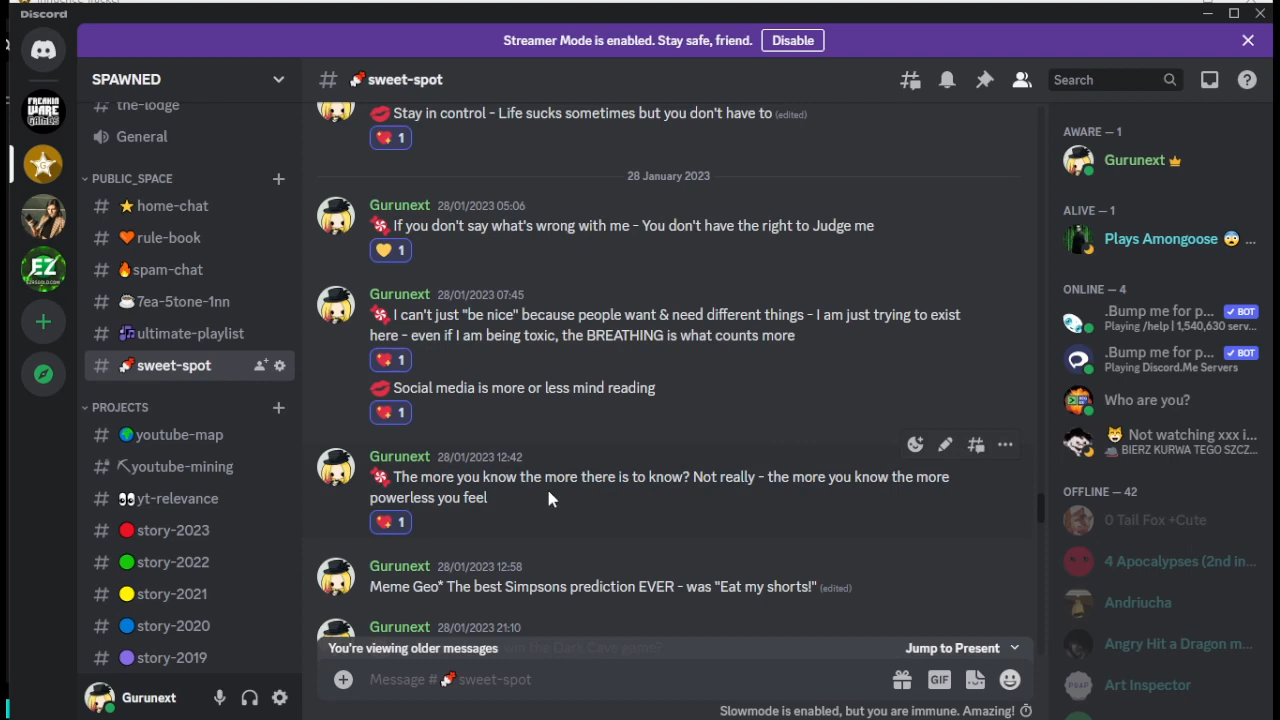 Discord
Streamer Mode is enabled. Stay safe, friend.
Disable
FREAKIN
WARE
GAMES
EZ
SPAWNED
the-lodge
General
PUBLIC_SPACE
home-chat
rule-book
spam-chat
7ea-5tone-1nn
ultimate-playlist
sweet-spot
PROJECTS
youtube-map
youtube-mining
yt-relevance
story-2023
story-2022
story-2021
story-2020
story-2019
Gurunext
sweet-spot
Search
Stay in control - Life sucks sometimes but you don't have to (edited)
1
28 January 2023
Gurunext 28/01/2023 05:06
If you don't say what's wrong with me - You don't have the right to Judge me
1
Gurunext 28/01/2023 07:45
I can't just "be nice" because people want & need different things - I am just trying to exist
here - even if I am being toxic, the BREATHING is what counts more
1
Social media is more or less mind reading
1
Gurunext 28/01/2023 12:42
The more you know the more there is to know? Not really - the more you know the more
powerless you feel
1
Gurunext 28/01/2023 12:58
Meme Geo* The best Simpsons prediction EVER - was "Eat my shorts!" (edited)
Gurunext 28/01/2023 21:10
You're viewing older messages
Jump to Present
Message # sweet-spot
GIF
Slowmode is enabled, but you are immune. Amazing!
AWARE — 1
Gurunext
ALIVE — 1
Plays Amongoose ...
ONLINE — 4
.Bump me for p... BOT
Playing /help | 1,540,630 serv...
.Bump me for p... BOT
Playing Discord.Me Servers
Who are you?
Not watching xxx i...
BIERZ KURWA TEGO SZCZ...
OFFLINE — 42
0 Tail Fox +Cute
4 Apocalypses (2nd in...
Andriucha
Angry Hit a Dragon m...
Art Inspector